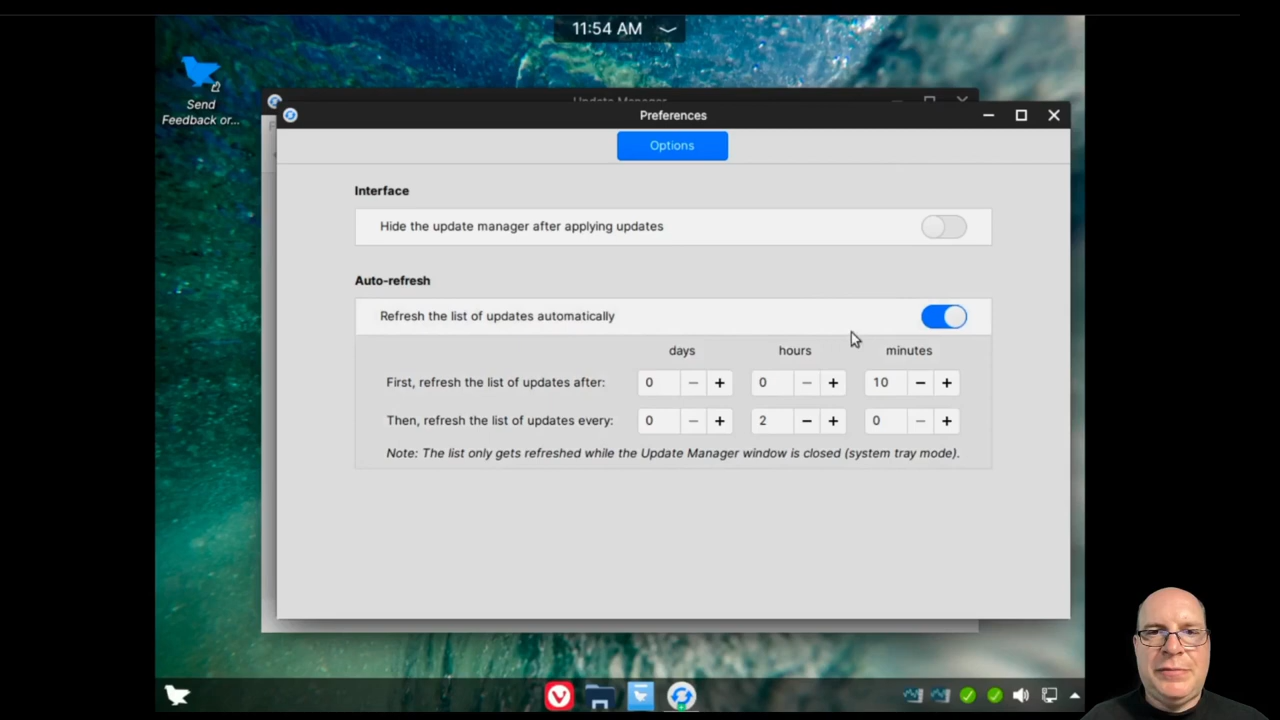 11:54 AM
Send
Feedback or...
Update Manager
Preferences
Options
Interface
Hide the update manager after applying updates
Auto-refresh
Refresh the list of updates automatically
days hours minutes
First, refresh the list of updates after: 0 − + 0 − + 10 − +
Then, refresh the list of updates every: 0 − + 2 − + 0 − +
Note: The list only gets refreshed while the Update Manager window is closed (system tray mode).